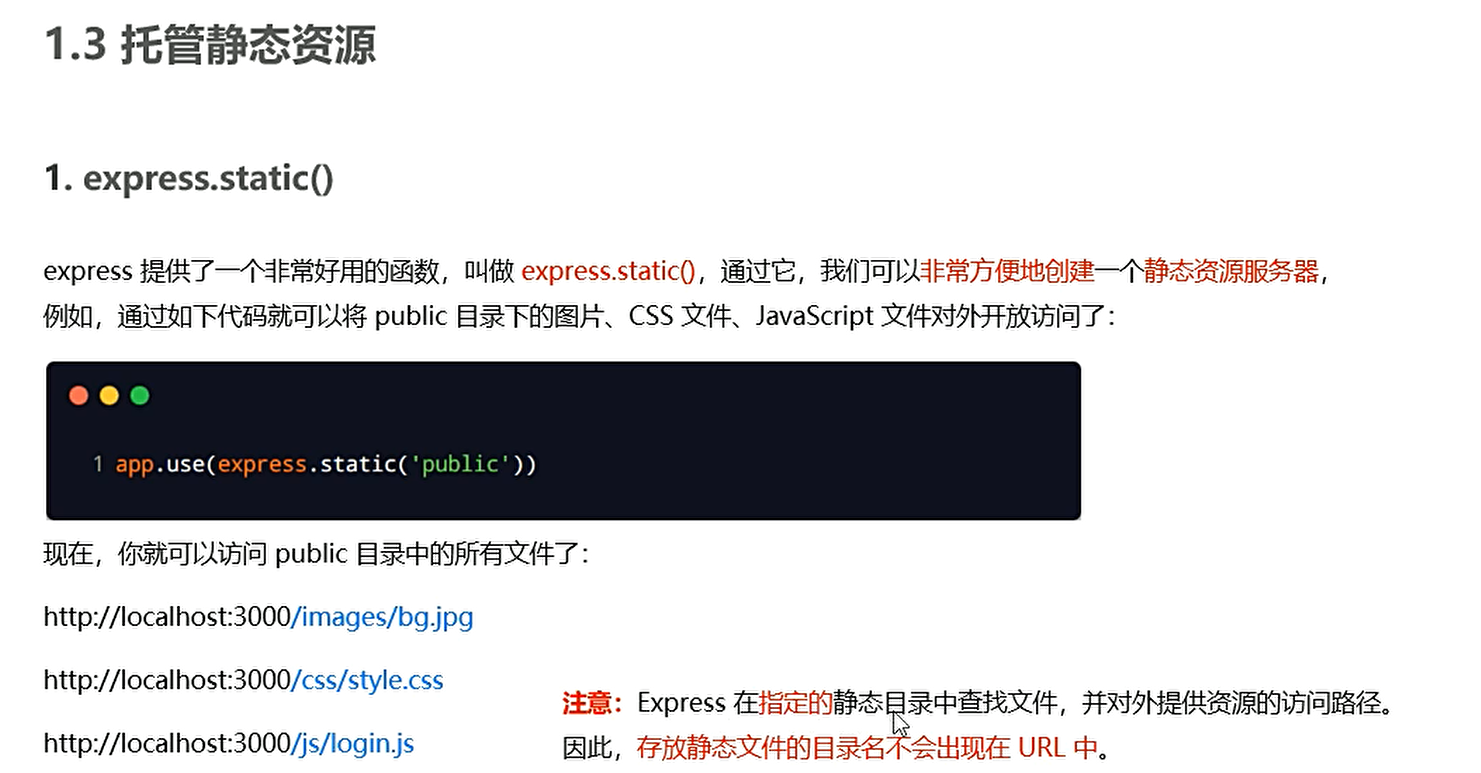 1.3 托管静态资源
1. express.static()
express 提供了一个非常好用的函数，叫做 express.static()，通过它，我们可以非常方便地创建一个静态资源服务器，
例如，通过如下代码就可以将 public 目录下的图片、CSS 文件、JavaScript 文件对外开放访问了：
1 app.use(express.static('public'))
现在，你就可以访问 public 目录中的所有文件了：
http://localhost:3000/images/bg.jpg
http://localhost:3000/css/style.css
http://localhost:3000/js/login.js
注意：Express 在指定的静态目录中查找文件，并对外提供资源的访问路径。
因此，存放静态文件的目录名不会出现在 URL 中。